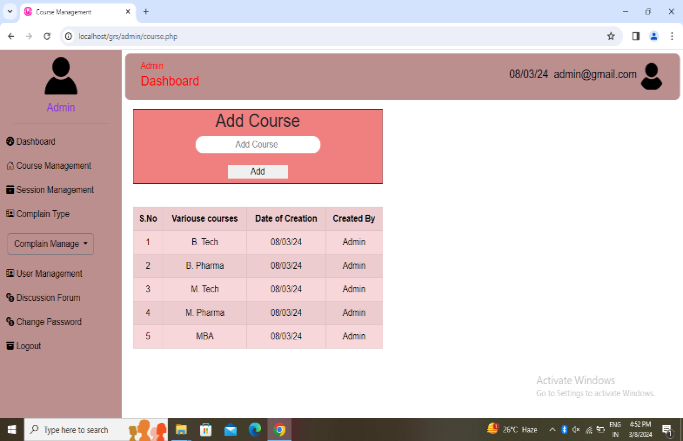 Course Management
localhost/grs/admin/course.php
Admin
Dashboard
Course Management
Session Management
Complain Type
Complain Manage
User Management
Discussion Forum
Change Password
Logout
Admin
Dashboard
08/03/24 admin@gmail.com
Add Course
Add Course
Add
S.No Variouse courses Date of Creation Created By
1 B. Tech 08/03/24 Admin
2 B. Pharma 08/03/24 Admin
3 M. Tech 08/03/24 Admin
4 M. Pharma 08/03/24 Admin
5 MBA 08/03/24 Admin
Activate Windows
Go to Settings to activate Windows.
Type here to search
26°C Haze
ENG
IN
4:52 PM
3/8/2024